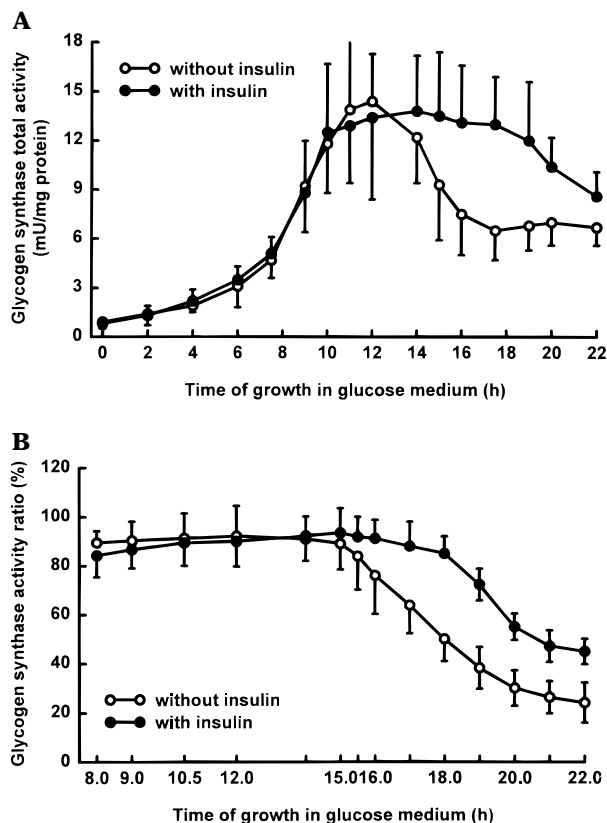 A
Glycogen synthase total activity
(mU/mg protein)
18
15
12
9
6
3
0
without insulin
with insulin
0 2 4 6 8 10 12 14 16 18 20 22
Time of growth in glucose medium (h)
B
Glycogen synthase activity ratio (%)
120
100
80
60
40
20
0
without insulin
with insulin
8.0 9.0 10.5 12.0 15.016.0 18.0 20.0 22.0
Time of growth in glucose medium (h)